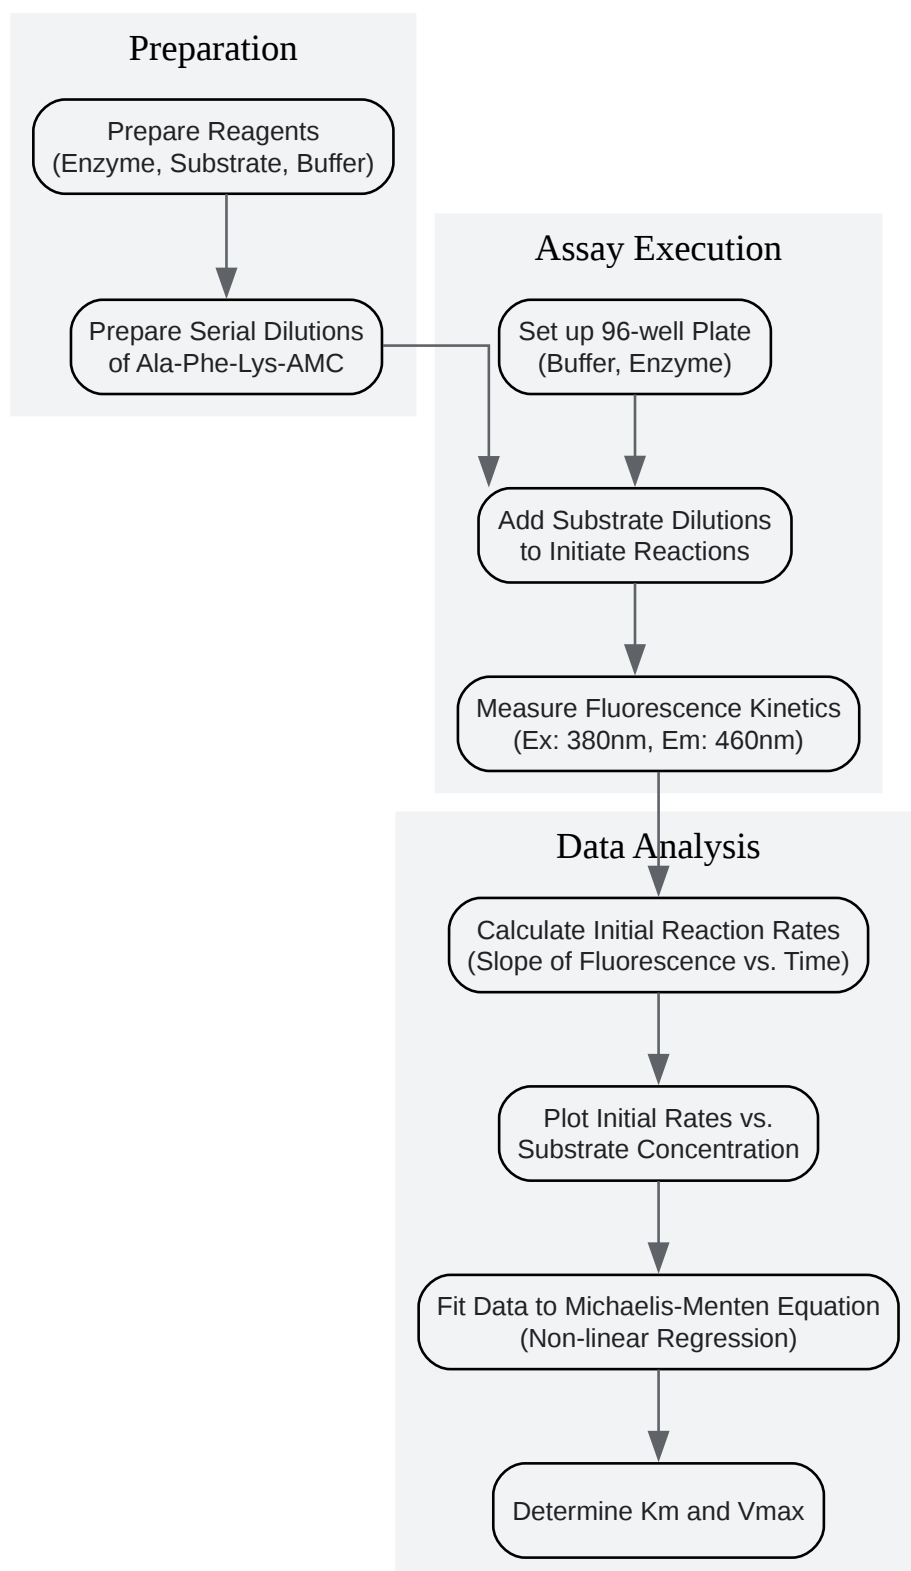 Preparation
Prepare Reagents
(Enzyme, Substrate, Buffer)
Prepare Serial Dilutions
of Ala-Phe-Lys-AMC
Assay Execution
Set up 96-well Plate
(Buffer, Enzyme)
Add Substrate Dilutions
to Initiate Reactions
Measure Fluorescence Kinetics
(Ex: 380nm, Em: 460nm)
Data Analysis
Calculate Initial Reaction Rates
(Slope of Fluorescence vs. Time)
Plot Initial Rates vs.
Substrate Concentration
Fit Data to Michaelis-Menten Equation
(Non-linear Regression)
Determine Km and Vmax